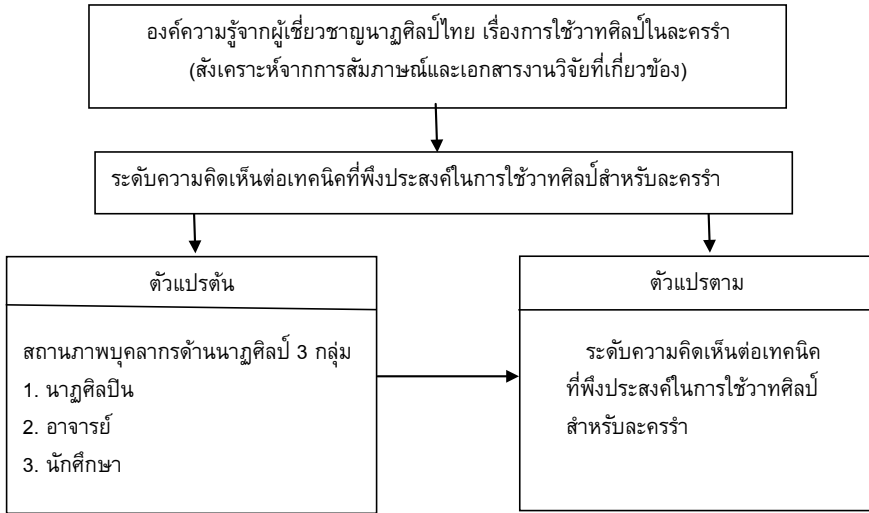 องค์ความรู้จากผู้เชี่ยวชาญนาฏศิลป์ไทย เรื่องการใช้วาทศิลป์ในละครรำ
(สังเคราะห์จากการสัมภาษณ์และเอกสารงานวิจัยที่เกี่ยวข้อง)
ระดับความคิดเห็นต่อเทคนิคที่พึงประสงค์ในการใช้วาทศิลป์สำหรับละครรำ
ตัวแปรต้น
สถานภาพบุคลากรด้านนาฏศิลป์ 3 กลุ่ม
1. นาฏศิลปิน
2. อาจารย์
3. นักศึกษา
ตัวแปรตาม
ระดับความคิดเห็นต่อเทคนิค
ที่พึงประสงค์ในการใช้วาทศิลป์
สำหรับละครรำ